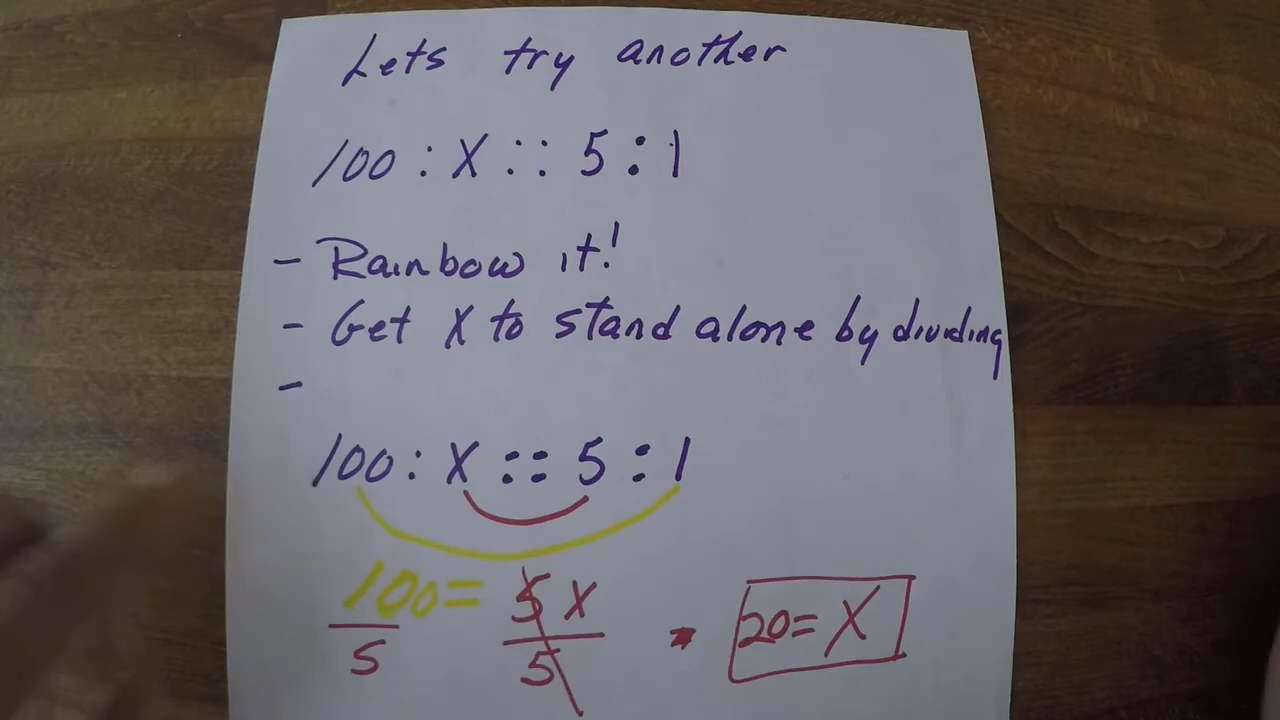 Lets try another
100 : X :: 5 : 1
- Rainbow it!
- Get X to stand alone by dividing
-
100 : X :: 5 : 1
100 = 5 X 20 = X
5 5